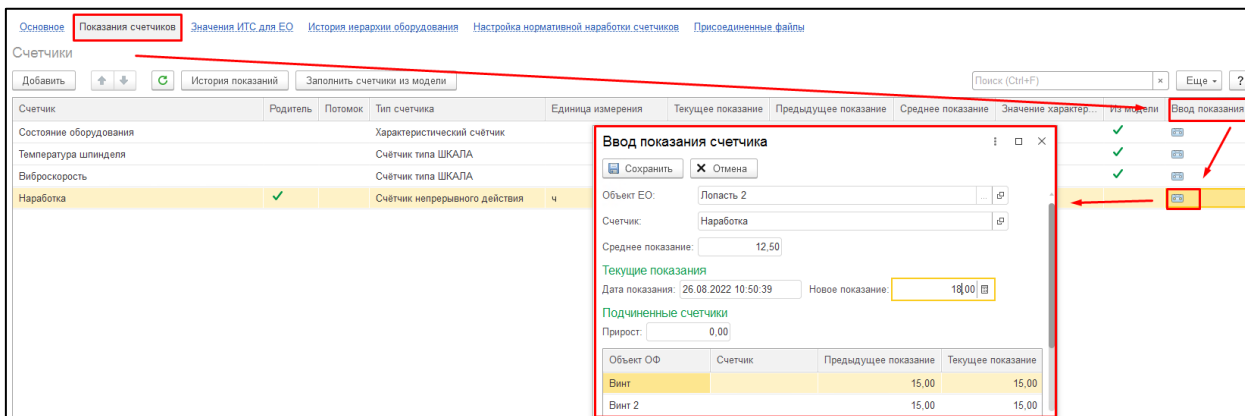 Основное Показания счетчиков Значения ИТС для ЕО История иерархии оборудования Настройка нормативной наработки счетчиков Присоединенные файлы
Счетчики
Добавить История показаний Заполнить счетчики из модели Поиск (Ctrl+F) × Еще ?
Счетчик Родитель Потомок Тип счетчика Единица измерения Текущее показание Предыдущее показание Среднее показание Значение характер... Из модели Ввод показания
Состояние оборудования Характеристический счётчик
Температура шпинделя Счётчик типа ШКАЛА
Виброскорость Счётчик типа ШКАЛА
Наработка Счётчик непрерывного действия ч
Ввод показания счетчика
Сохранить Отмена
Объект ЕО: Лопасть 2 ...
Счетчик: Наработка
Среднее показание: 12,50
Текущие показания
Дата показания: 26.08.2022 10:50:39 Новое показание: 18,00
Подчиненные счетчики
Прирост: 0,00
Объект ОФ Счетчик Предыдущее показание Текущее показание
Винт 15,00 15,00
Винт 2 15,00 15,00